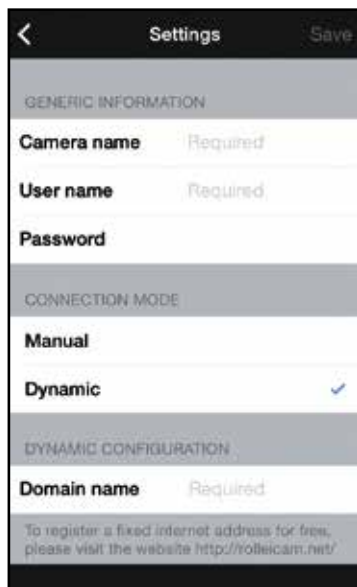 Settings Save
GENERIC INFORMATION
Camera name Required
User name Required
Password
CONNECTION MODE
Manual
Dynamic
DYNAMIC CONFIGURATION
Domain name Required
To register a fixed internet address for free,
please visit the website http://rolleicam.net/